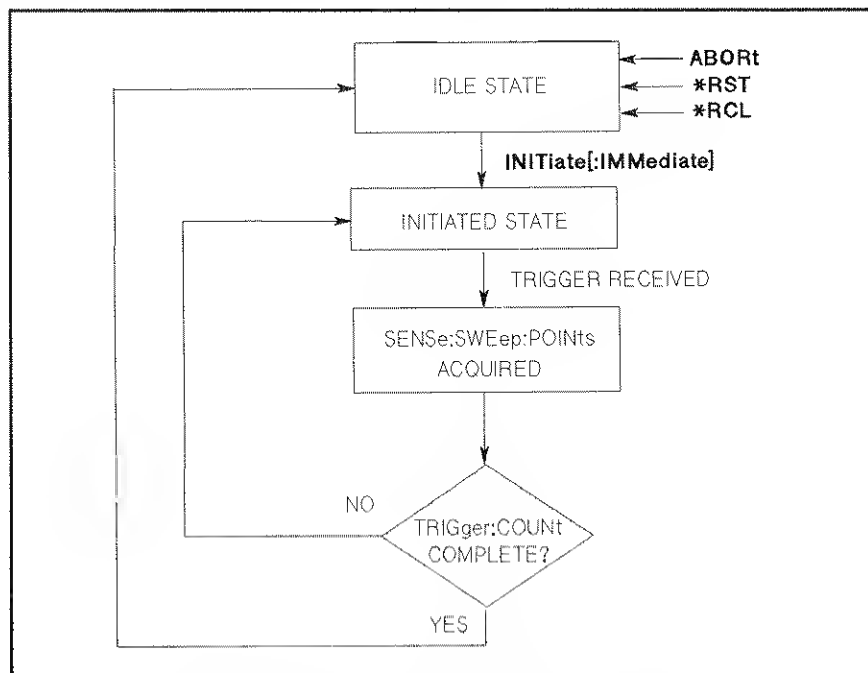 IDLE STATE
ABORt
*RST
*RCL
INITiate[:IMMediate]
INITIATED STATE
TRIGGER RECEIVED
SENSe:SWEep:POINts
ACQUIRED
NO
TRIGger:COUNt
COMPLETE?
YES